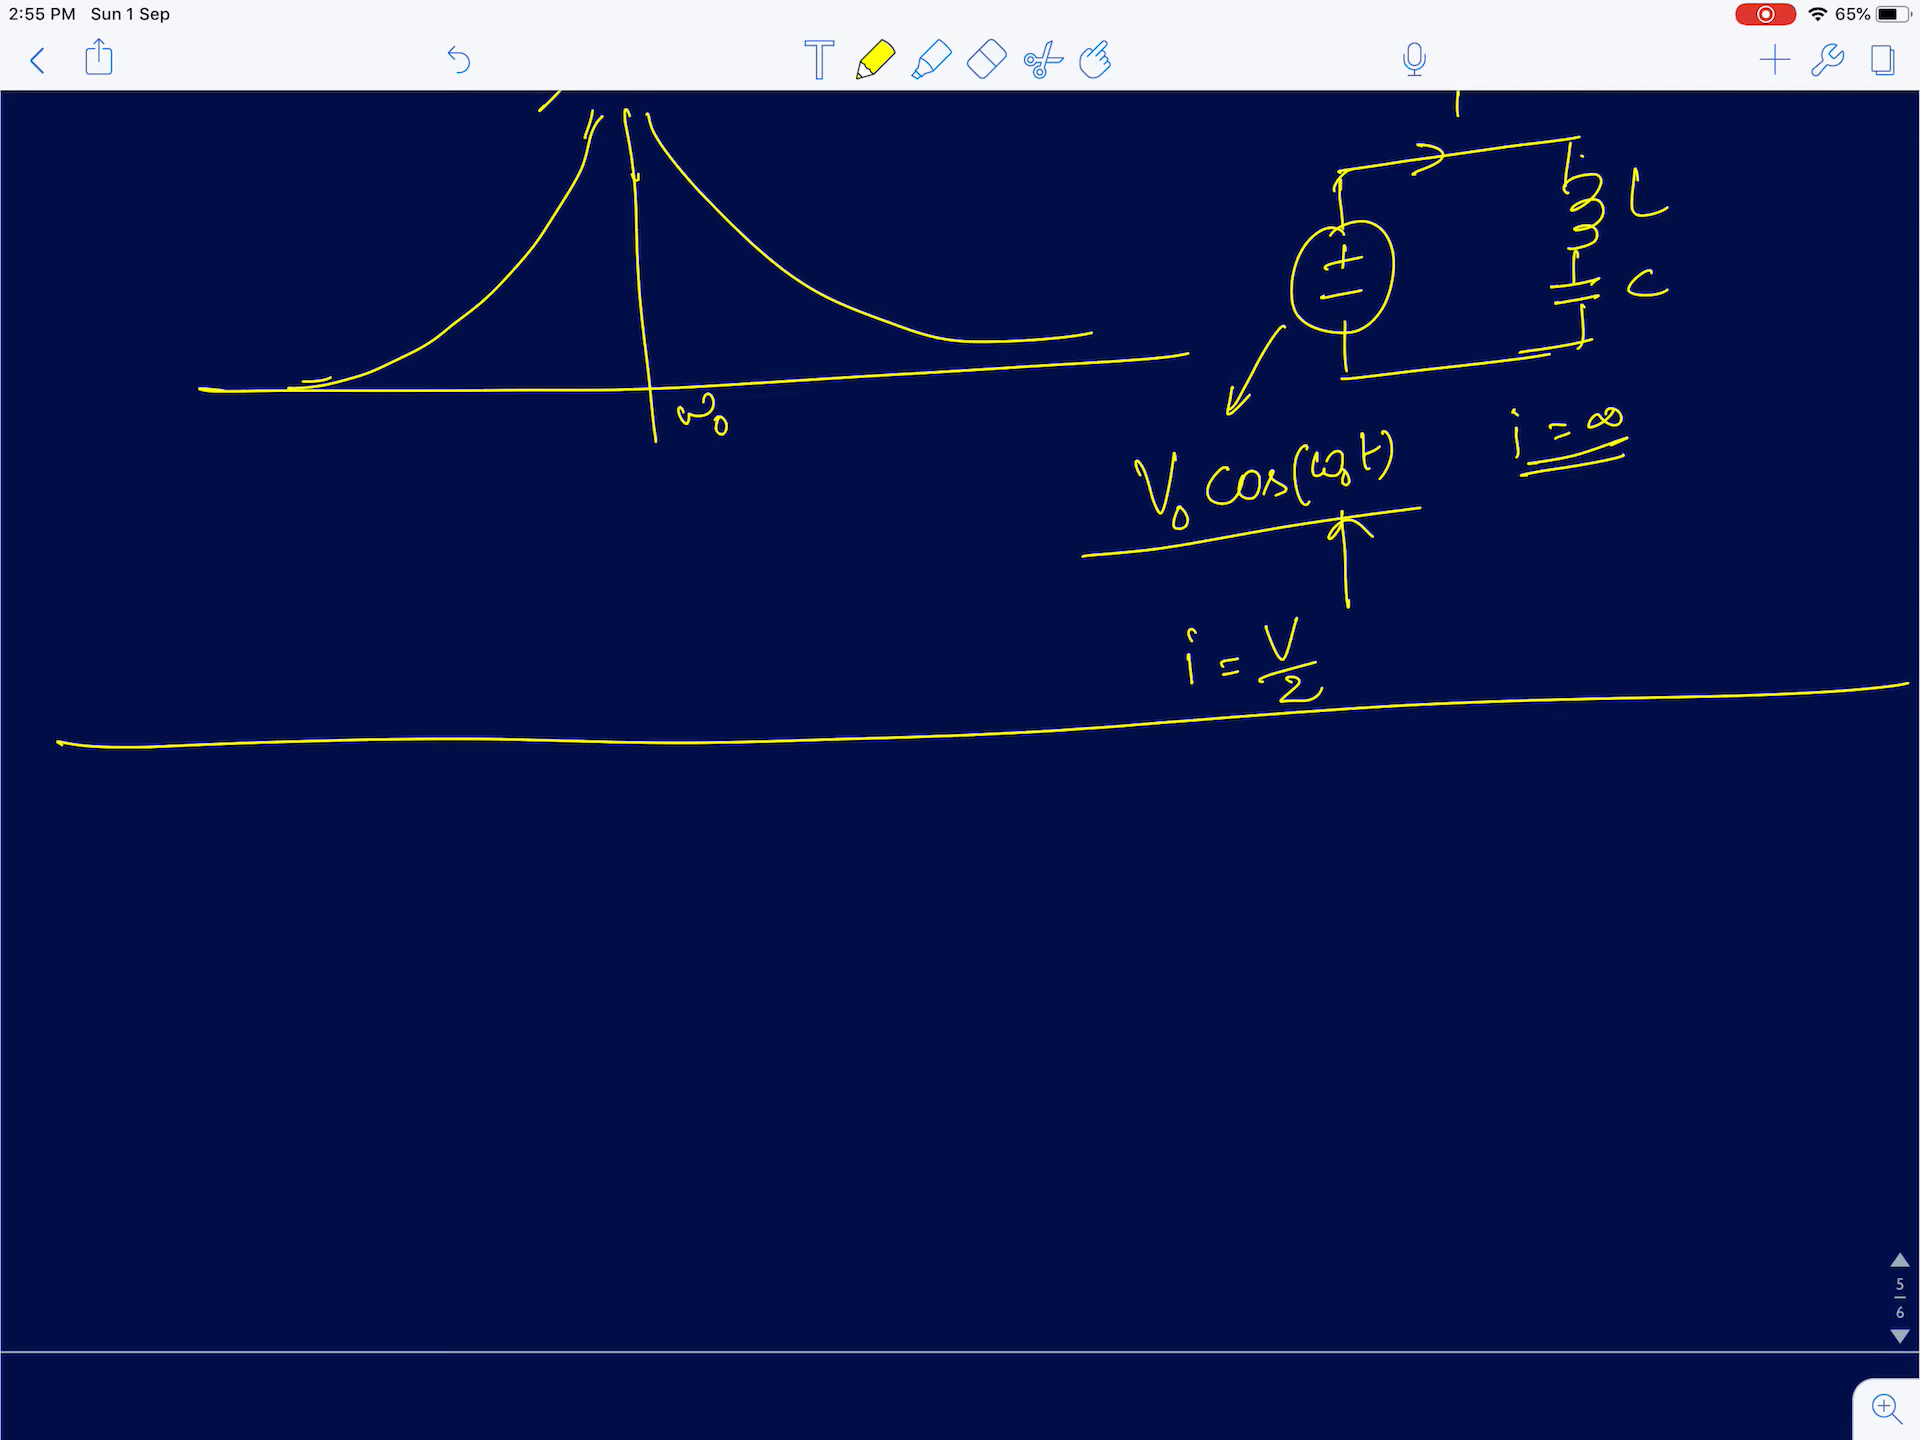 2:55 PM Sun 1 Sep
65%
T
L
C
ω₀
i = ∞
V₀ cos(ω₀t)
i = V/2
5
6